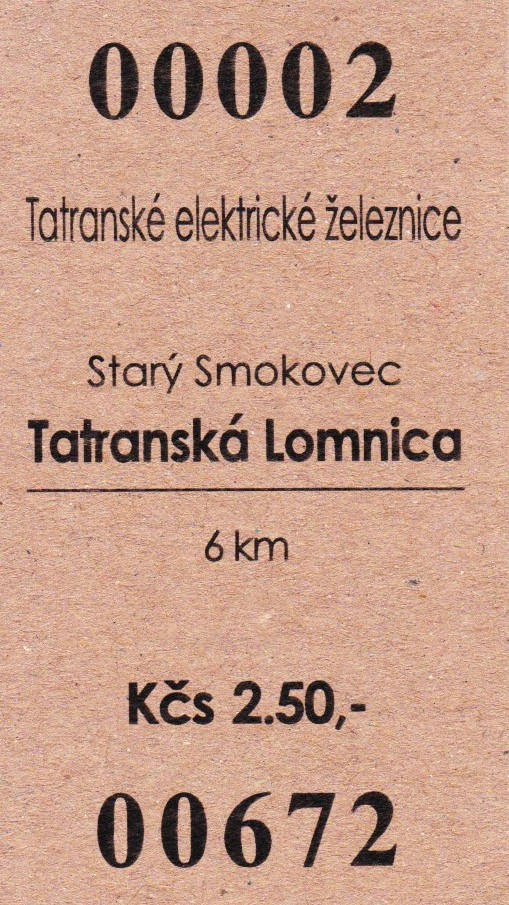 00002
Tatranské elektrické železnice
Starý Smokovec
Tatranská Lomnica
6 km
Kčs 2.50,-
00672